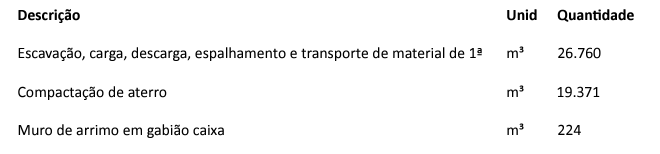 Descrição Unid Quantidade
Escavação, carga, descarga, espalhamento e transporte de material de 1ª m³ 26.760
Compactação de aterro m³ 19.371
Muro de arrimo em gabião caixa m³ 224